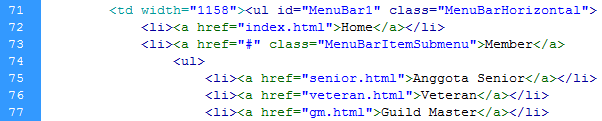 71 <td width="1158"><ul id="MenuBar1" class="MenuBarHorizontal">
72 <li><a href="index.html">Home</a></li>
73 <li><a href="#" class="MenuBarItemSubmenu">Member</a>
74 <ul>
75 <li><a href="senior.html">Anggota Senior</a></li>
76 <li><a href="veteran.html">Veteran</a></li>
77 <li><a href="gm.html">Guild Master</a></li>